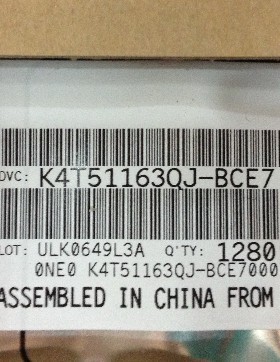 DVC: K4T51163QJ-BCE7
LOT: ULK0649L3A Q'TY: 1280
0NE0 K4T51163QJ-BCE7000
ASSEMBLED IN CHINA FROM